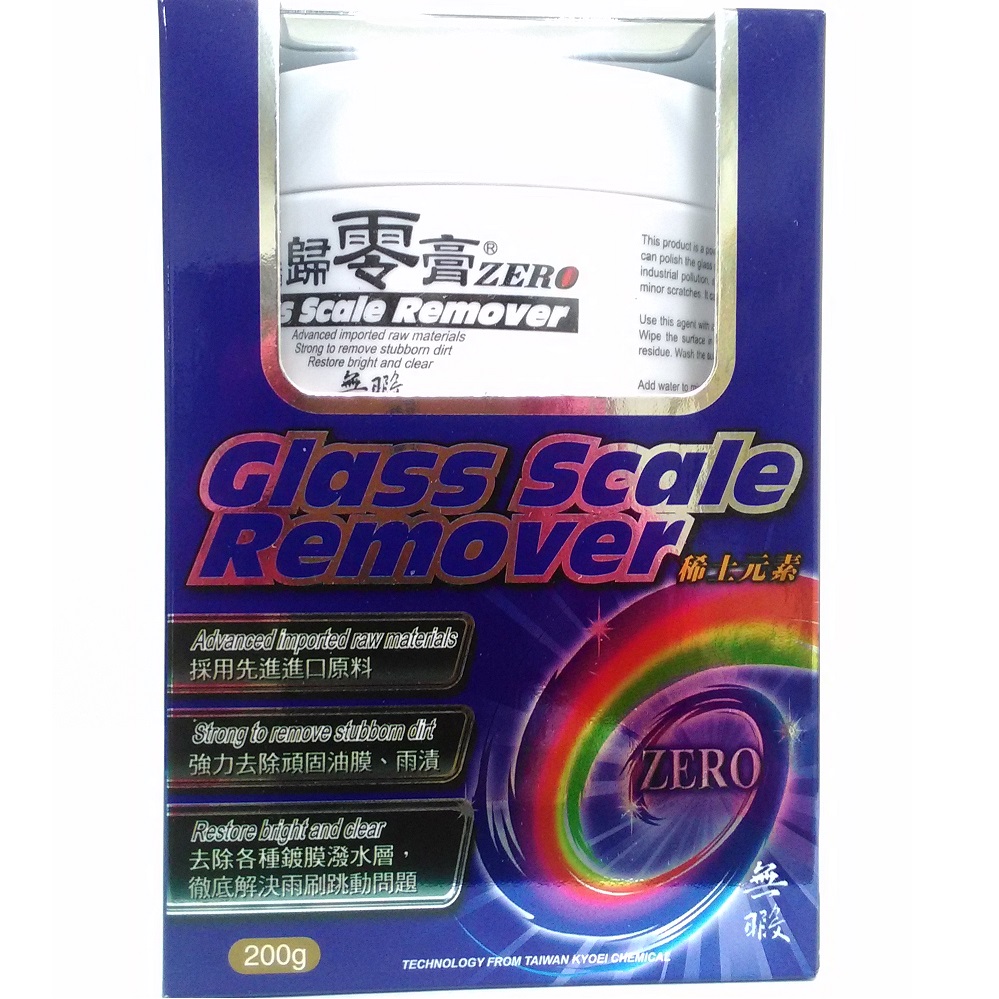 歸零膏® ZERO
s Scale Remover
Advanced imported raw materials
Strong to remove stubborn dirt
Restore bright and clear
無暇
This product is a
can polish the glass
industrial pollution,
minor scratches. It
Use this agent with
Wipe the surface
residue. Wash the
Add water to
Glass Scale
Remover
稀土元素
Advanced imported raw materials
採用先進進口原料
Strong to remove stubborn dirt
強力去除頑固油膜、雨漬
Restore bright and clear
去除各種鍍膜潑水層，
徹底解決雨刷跳動問題
ZERO
無暇
200g
TECHNOLOGY FROM TAIWAN KYOEI CHEMICAL